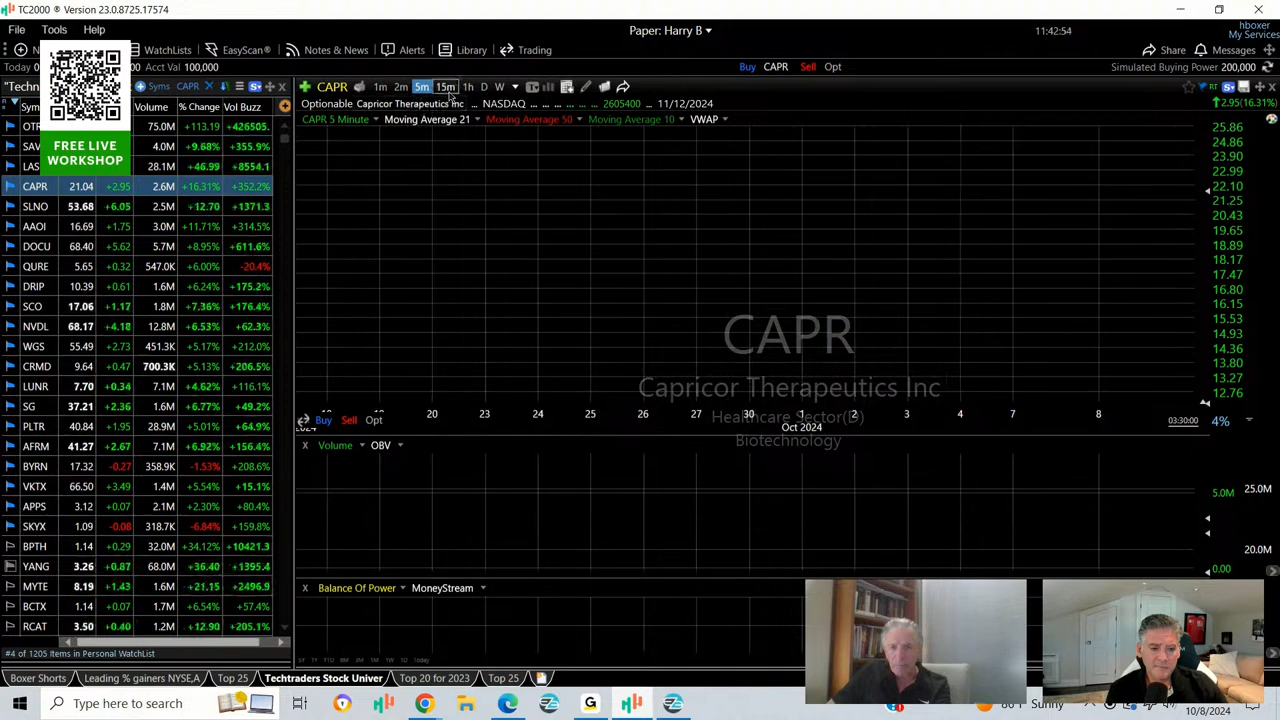 TC2000 ® Version 23.0.8725.17574
File Tools Help
Paper: Harry B
11:42:54
hboxer
My Services
WatchLists EasyScan® Notes & News Alerts Library Trading
Share Messages
Today Acct Val 100,000
Buy CAPR Sell Opt
Simulated Buying Power 200,000
FREE LIVE
WORKSHOP
Syms CAPR
CAPR 1m 2m 5m 15m 1h D W
Optionable Capricor Therapeutics Inc ... NASDAQ ... ... ... ... 2605400 ... 11/12/2024
2.95(16.31%)
CAPR 5 Minute Moving Average 21 Moving Average 50 Moving Average 10 VWAP
Volume % Change Vol Buzz
75.0M +113.19 +426505.
4.0M +9.68% +355.9%
28.1M +46.99 +8554.1
CAPR 21.04 +2.95 2.6M +16.31% +352.2%
SLNO 53.68 +6.05 2.5M +12.70 +1371.3
AAOI 16.69 +1.75 3.0M +11.71% +314.5%
DOCU 68.40 +5.62 5.7M +8.95% +611.6%
QURE 5.65 +0.32 547.0K +6.00% -20.4%
DRIP 10.39 +0.61 1.6M +6.24% +175.2%
SCO 17.06 +1.17 1.8M +7.36% +176.4%
NVDL 68.17 +4.18 12.8M +6.53% +62.3%
WGS 55.49 +2.73 451.3K +5.17% +212.0%
CRMD 9.64 +0.47 700.3K +5.13% +206.5%
LUNR 7.70 +0.34 7.1M +4.62% +116.1%
SG 37.21 +2.36 1.6M +6.77% +49.2%
PLTR 40.84 +1.95 28.9M +5.01% +64.9%
AFRM 41.27 +2.67 7.1M +6.92% +156.4%
BYRN 17.32 -0.27 358.9K -1.53% +208.6%
VKTX 66.50 +3.49 1.4M +5.54% +15.1%
APPS 3.12 +0.07 2.1M +2.30% +80.4%
SKYX 1.09 -0.08 318.7K -6.84% +159.8%
BPTH 1.14 +0.29 32.0M +34.12% +10421.3
YANG 3.26 +0.87 68.0M +36.40 +1395.4
MYTE 8.19 +1.43 1.6M +21.15 +2496.9
BCTX 1.14 +0.07 1.7M +6.54% +57.4%
RCAT 3.50 +0.40 1.2M +12.90 +205.1%
#4 of 1205 Items in Personal WatchList
25.86
24.86
23.90
22.99
22.10
21.25
20.43
19.65
18.89
18.17
17.47
16.80
16.15
15.53
14.93
14.36
13.80
13.27
12.76
CAPR
Capricor Therapeutics Inc
Healthcare Sector(D)
Biotechnology
20 23 24 25 26 27 30 1 2 3 4 7 8
Buy Sell Opt
Oct 2024
03:30:00
4%
X Volume OBV
25.0M
5.0M
20.0M
0.00
X Balance Of Power MoneyStream
Boxer Shorts Leading % gainers NYSE,A Top 25 Techtraders Stock Univer Top 20 for 2023 Top 25
Type here to search
Sunny
10/8/2024